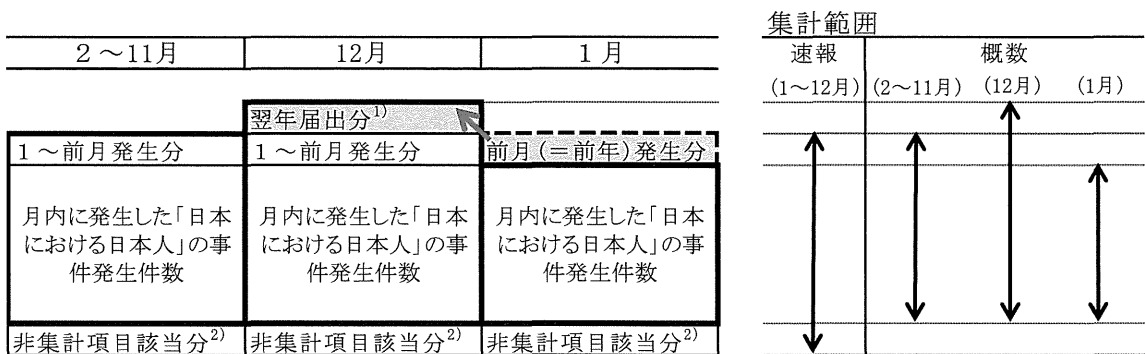 集計範囲
2～11月 12月 1月 速報 概数
(1～12月) (2～11月) (12月) (1月)
翌年届出分1)
1～前月発生分 1～前月発生分 前月(=前年)発生分
月内に発生した「日本 月内に発生した「日本 月内に発生した「日本
における日本人」の事 における日本人」の事 における日本人」の事
件発生件数 件発生件数 件発生件数
非集計項目該当分2) 非集計項目該当分2) 非集計項目該当分2)